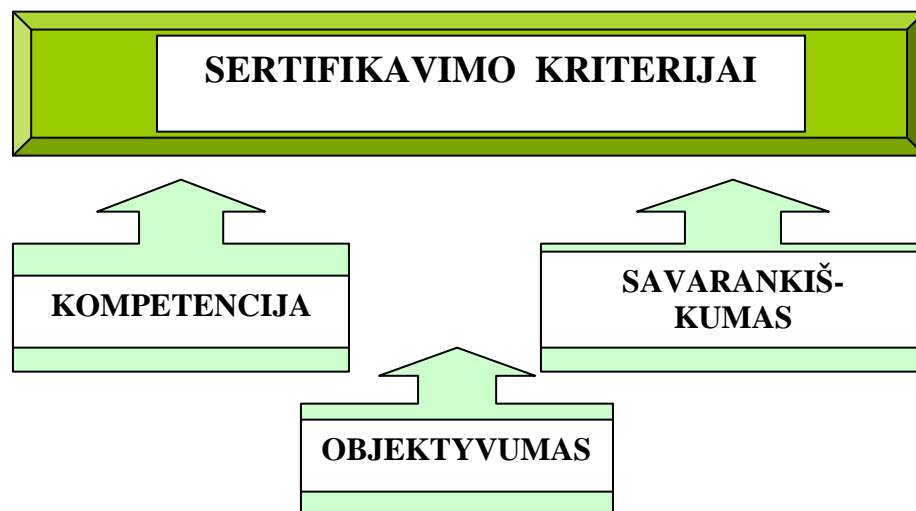 SERTIFIKAVIMO KRITERIJAI
KOMPETENCIJA
SAVARANKIŠ-
KUMAS
OBJEKTYVUMAS